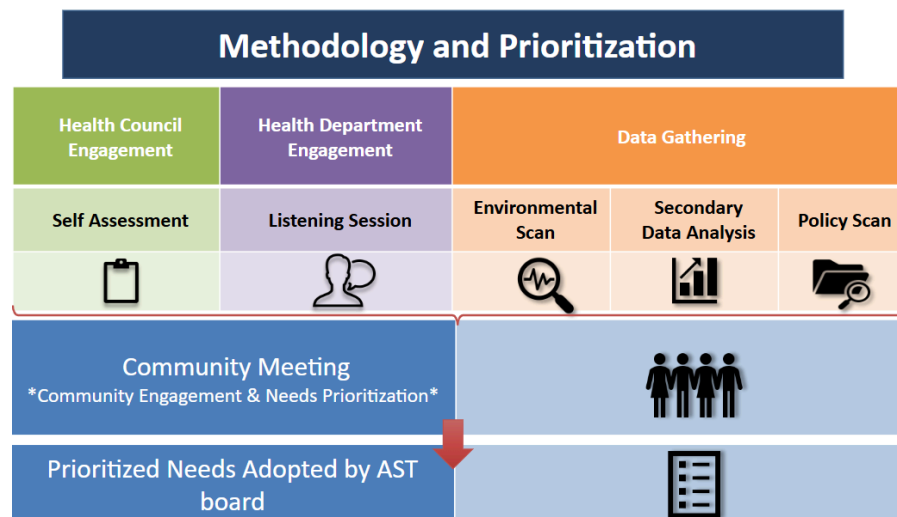 Methodology and Prioritization
Health Council
Engagement
Health Department
Engagement
Data Gathering
Self Assessment
Listening Session
Environmental
Scan
Secondary
Data Analysis
Policy Scan
Community Meeting
*Community Engagement & Needs Prioritization*
Prioritized Needs Adopted by AST
board